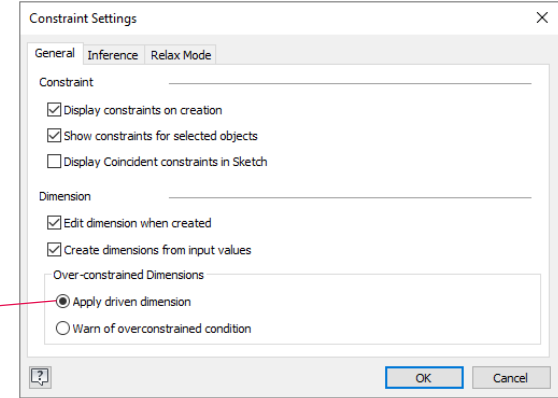 Constraint Settings
General Inference Relax Mode
Constraint
Display constraints on creation
Show constraints for selected objects
Display Coincident constraints in Sketch
Dimension
Edit dimension when created
Create dimensions from input values
Over-constrained Dimensions
Apply driven dimension
Warn of overconstrained condition
?
OK Cancel